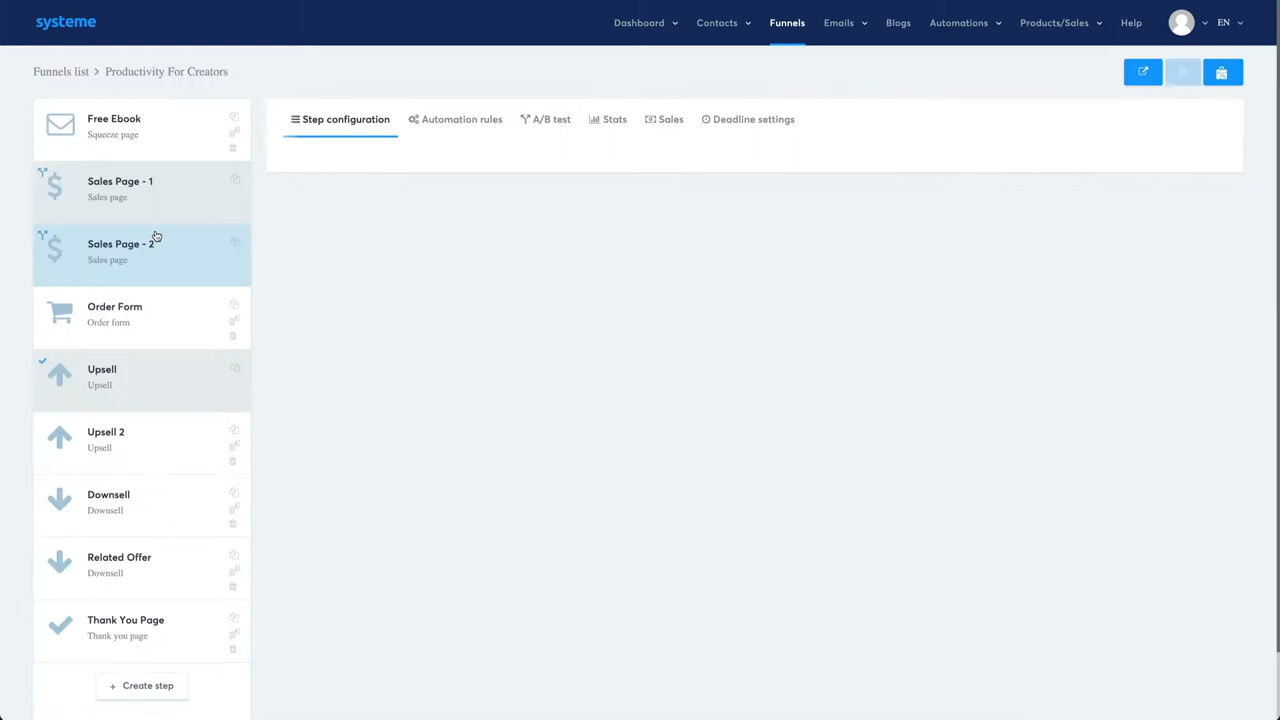 systeme
Dashboard
Contacts
Funnels
Emails
Blogs
Automations
Products/Sales
Help
EN
Funnels list > Productivity For Creators
Free Ebook
Squeeze page
Sales Page - 1
Sales page
Sales Page - 2
Sales page
Order Form
Order form
Upsell
Upsell
Upsell 2
Upsell
Downsell
Downsell
Related Offer
Downsell
Thank You Page
Thank you page
+ Create step
Step configuration
Automation rules
A/B test
Stats
Sales
Deadline settings